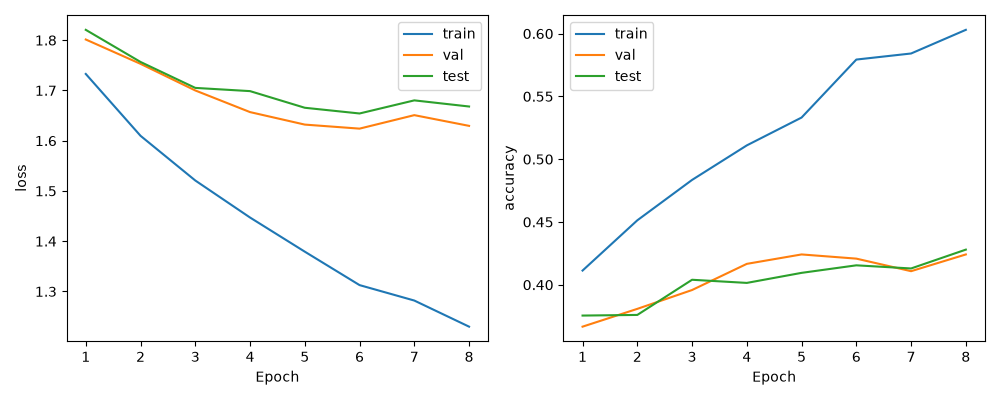 1.8
1.7
1.6
1.5
1.4
1.3
loss
1 2 3 4 5 6 7 8
Epoch
train
val
test
0.60
0.55
0.50
0.45
0.40
accuracy
1 2 3 4 5 6 7 8
Epoch
train
val
test